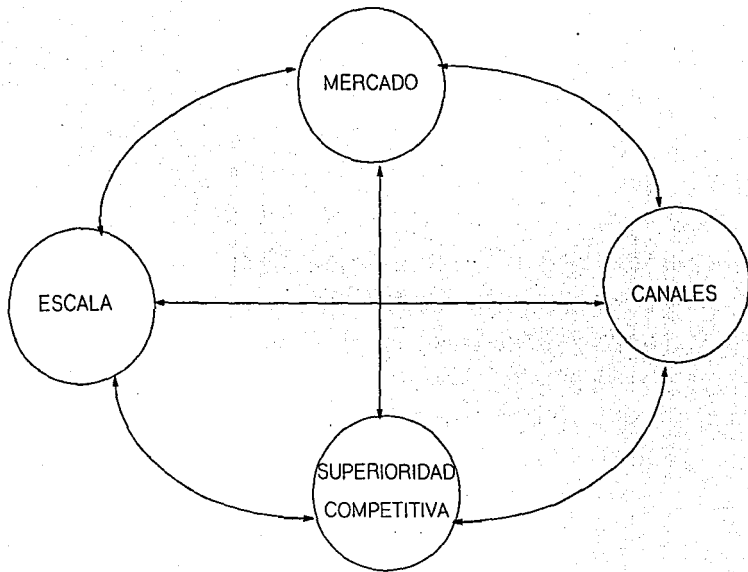 MERCADO
ESCALA
CANALES
SUPERIORIDAD
COMPETITIVA